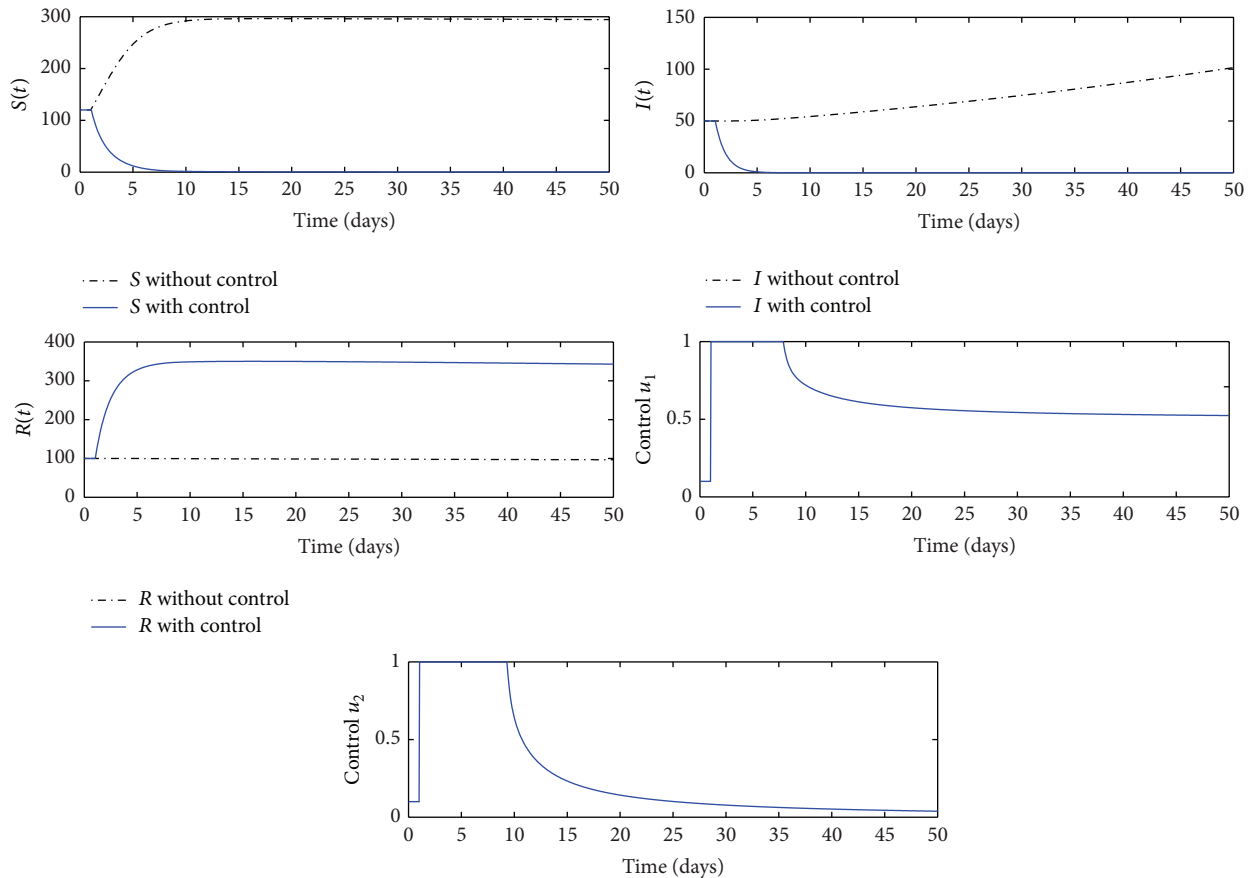 300
200
100
0
S(t)
0 5 10 15 20 25 30 35 40 45 50
Time (days)
S without control
S with control
150
100
50
0
I(t)
0 5 10 15 20 25 30 35 40 45 50
Time (days)
I without control
I with control
400
300
200
100
0
R(t)
0 5 10 15 20 25 30 35 40 45 50
Time (days)
R without control
R with control
1
0.5
0
Control u₁
0 5 10 15 20 25 30 35 40 45 50
Time (days)
1
0.5
0
Control u₂
0 5 10 15 20 25 30 35 40 45 50
Time (days)